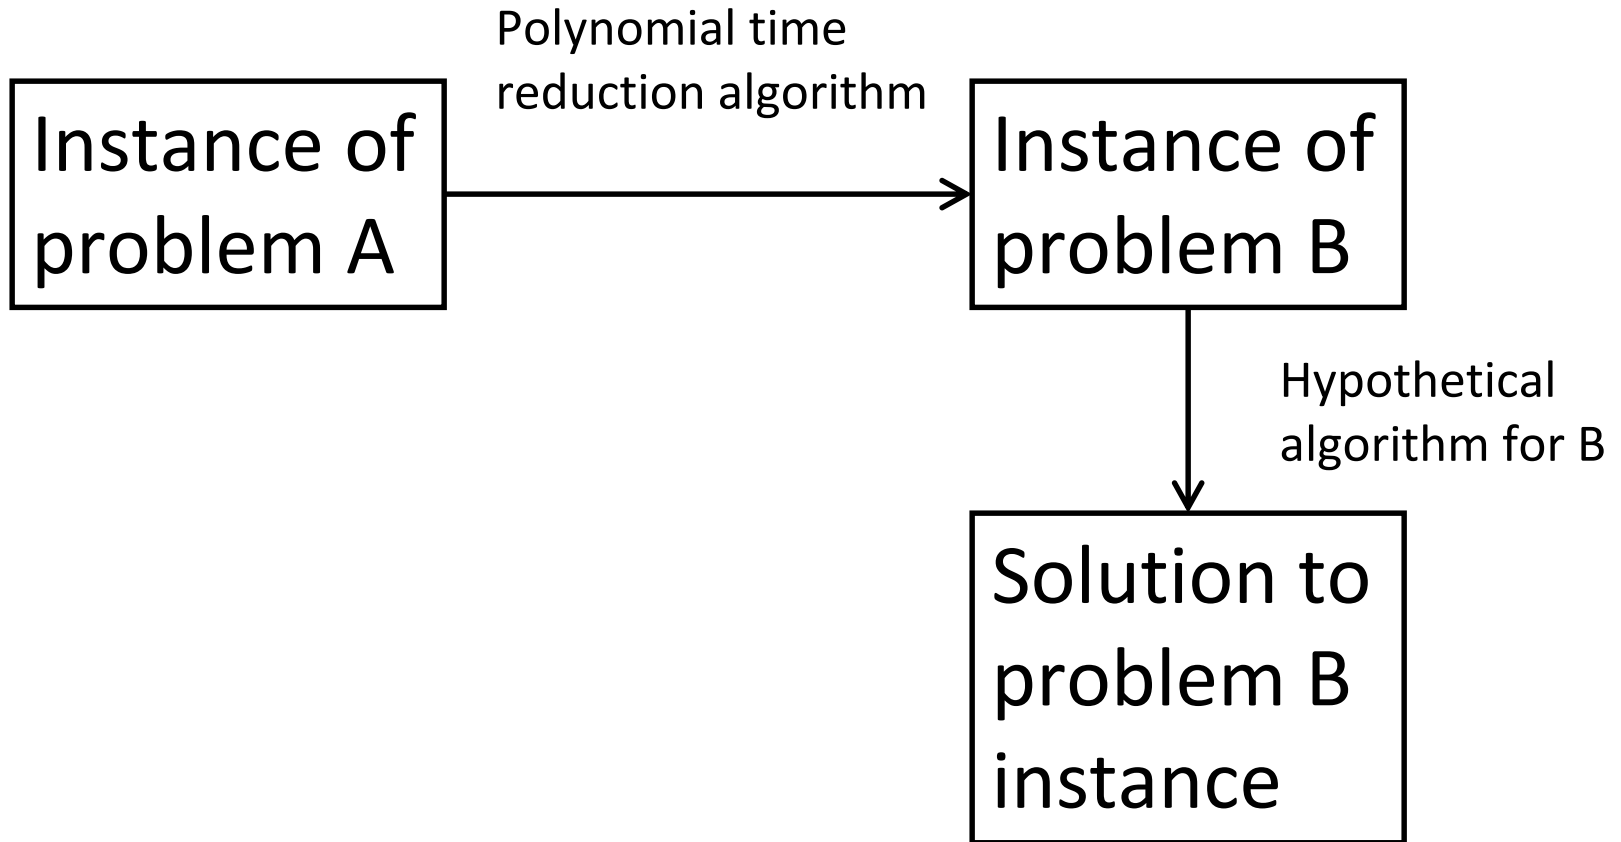 Polynomial time
reduction algorithm
Instance of
problem A
Instance of
problem B
Hypothetical
algorithm for B
Solution to
problem B
instance